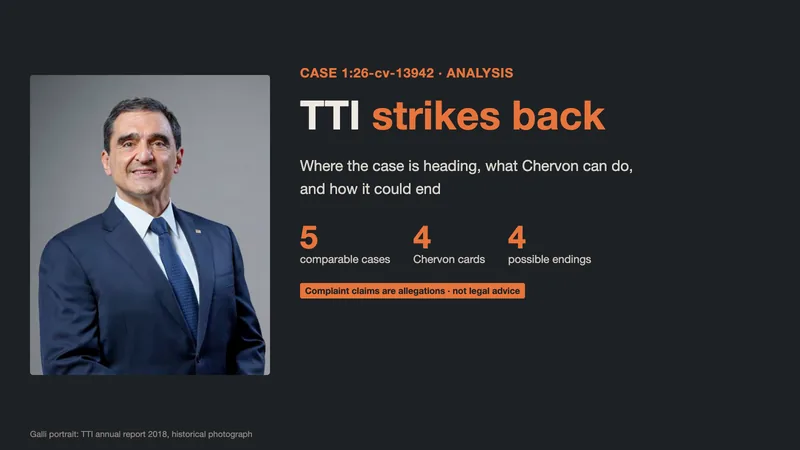 CASE 1:26-cv-13942 · ANALYSIS
TTI strikes back
Where the case is heading, what Chervon can do,
and how it could end
5 4 4
comparable cases Chervon cards possible endings
Complaint claims are allegations · not legal advice
Galli portrait: TTI annual report 2018, historical photograph